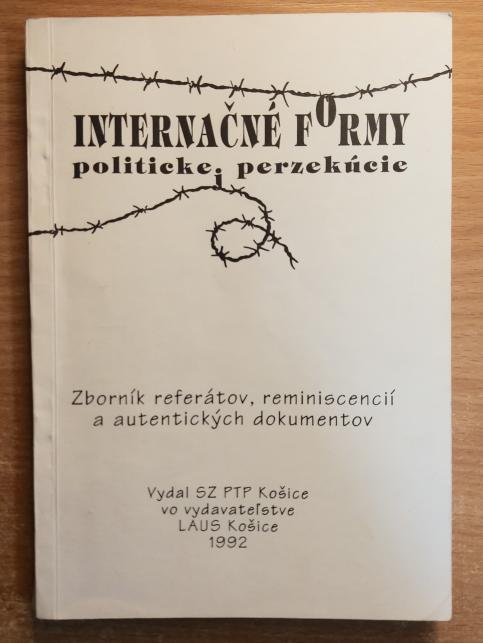 INTERNAČNÉ FORMY
politickej perzekúcie
Zborník referátov, reminiscencií
a autentických dokumentov
Vydal SZ PTP Košice
vo vydavateľstve
LAUS Košice
1992